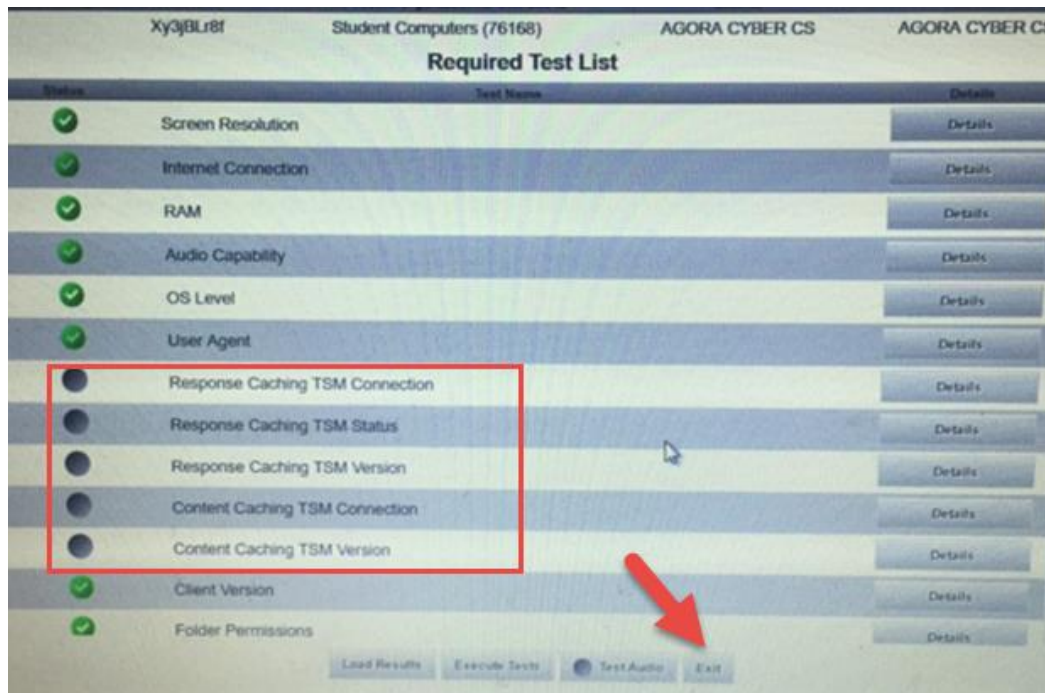 Xy3jBLr8f Student Computers (76168) AGORA CYBER CS AGORA CYBER C
Required Test List
Status Test Name Details
Screen Resolution Details
Internet Connection Details
RAM Details
Audio Capability Details
OS Level Details
User Agent Details
Response Caching TSM Connection Details
Response Caching TSM Status Details
Response Caching TSM Version Details
Content Caching TSM Connection Details
Content Caching TSM Version Details
Client Version Details
Folder Permissions Details
Load Results Execute Tests Test Audio Exit